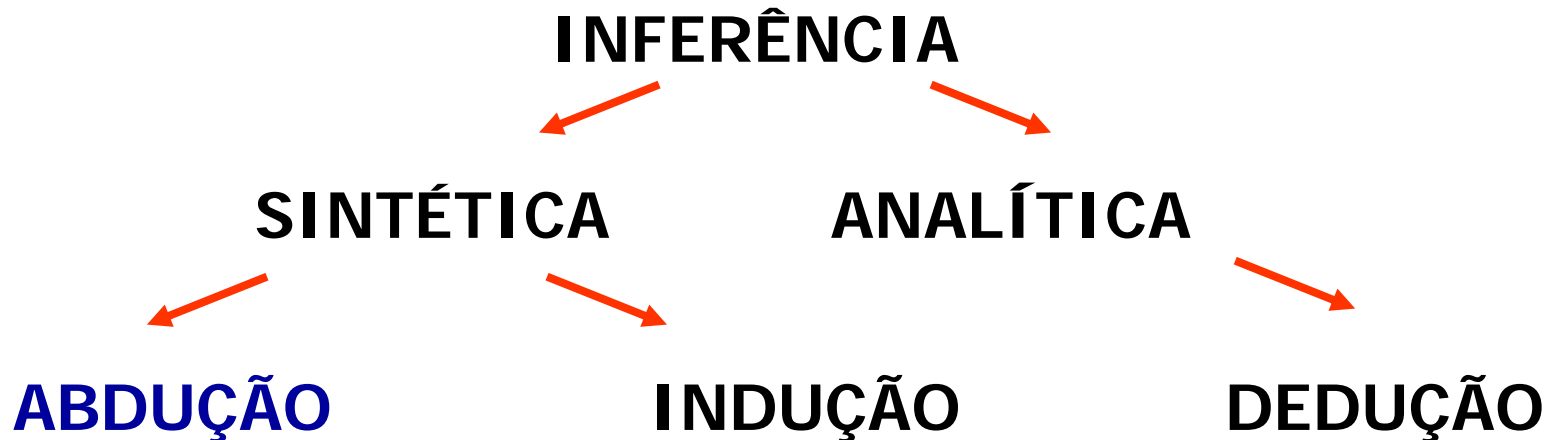 INFERÊNCIA
SINTÉTICA ANALÍTICA
ABDUÇÃO INDUÇÃO DEDUÇÃO